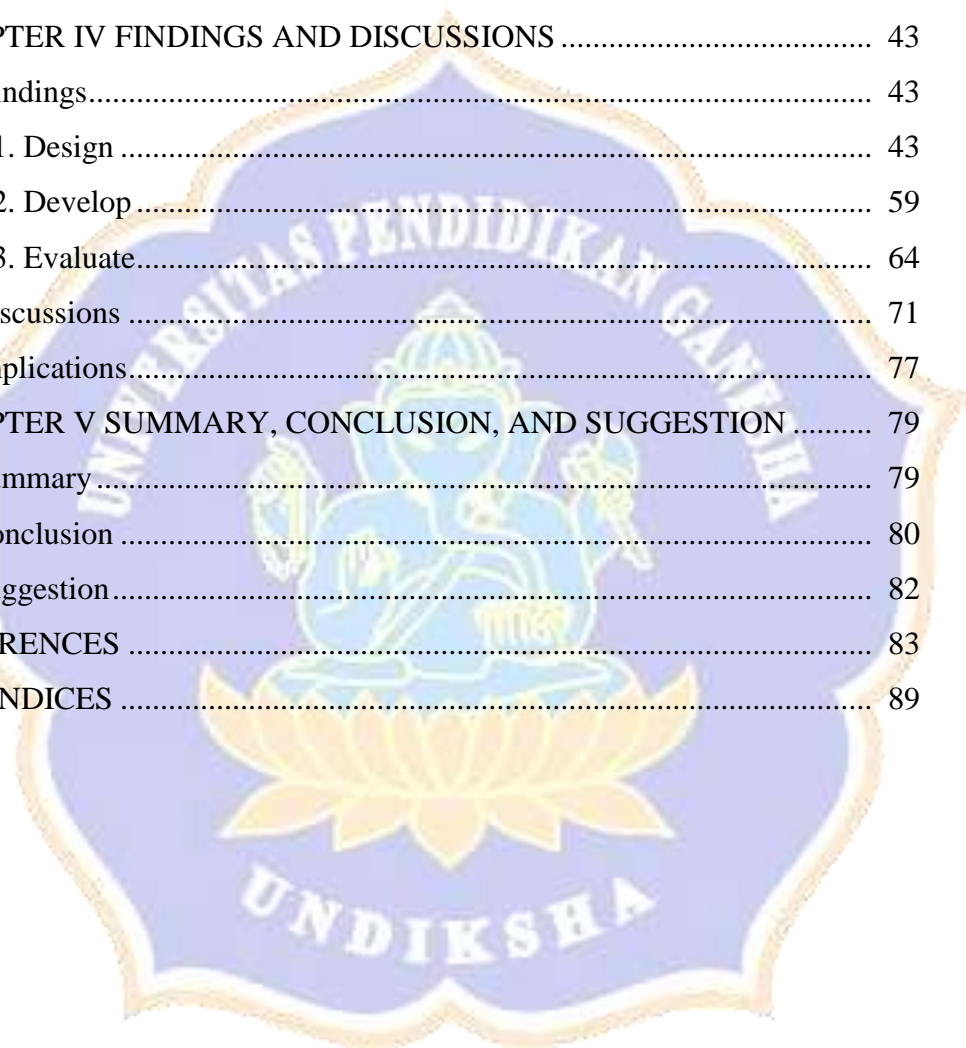 PTER IV FINDINGS AND DISCUSSIONS .................................... 43
ndings............................................................................................ 43
1. Design ........................................................................................ 43
2. Develop ...................................................................................... 59
3. Evaluate...................................................................................... 64
scussions ....................................................................................... 71
plications....................................................................................... 77
PTER V SUMMARY, CONCLUSION, AND SUGGESTION .......... 79
mmary ........................................................................................... 79
onclusion ....................................................................................... 80
ggestion ......................................................................................... 82
RENCES ....................................................................................... 83
NDICES ........................................................................................ 89
UNIVERSITAS PENDIDIKAN GANESHA
UNDIKSHA